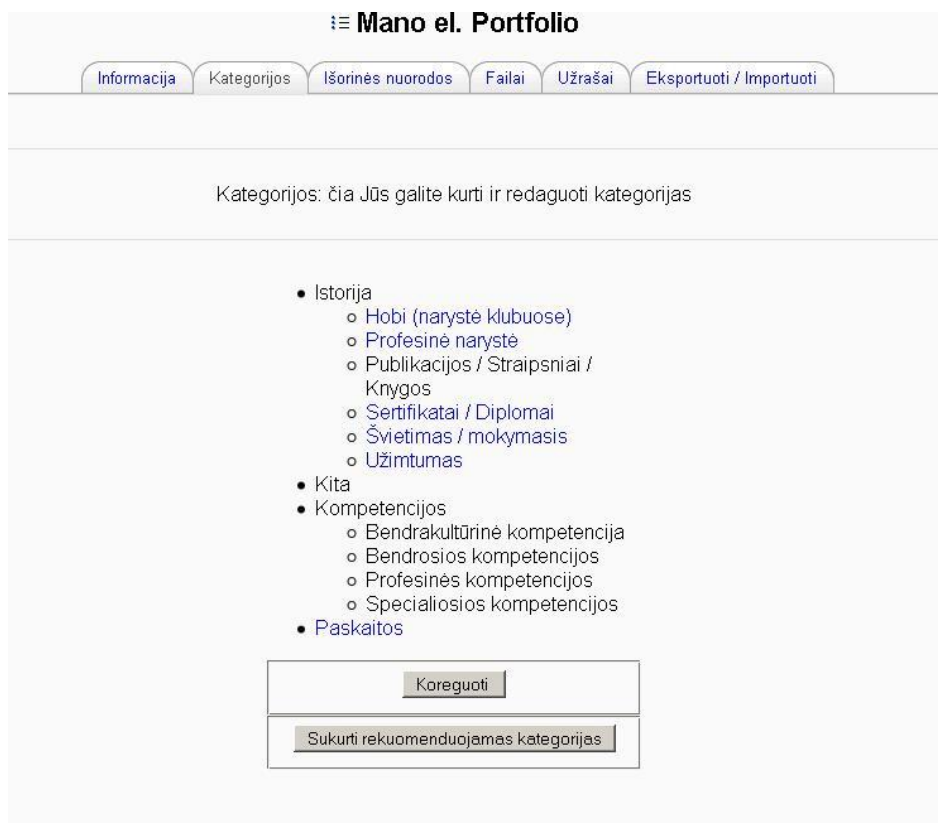 Mano el. Portfolio
Informacija
Kategorijos
Išorinės nuorodos
Failai
Užrašai
Eksportuoti / Importuoti
Kategorijos: čia Jūs galite kurti ir redaguoti kategorijas
Istorija
Hobi (narystė klubuose)
Profesinė narystė
Publikacijos / Straipsniai /
Knygos
Sertifikatai / Diplomai
Švietimas / mokymasis
Užimtumas
Kita
Kompetencijos
Bendrakultūrinė kompetencija
Bendrosios kompetencijos
Profesinės kompetencijos
Specialiosios kompetencijos
Paskaitos
Koreguoti
Sukurti rekuomenduojamas kategorijas